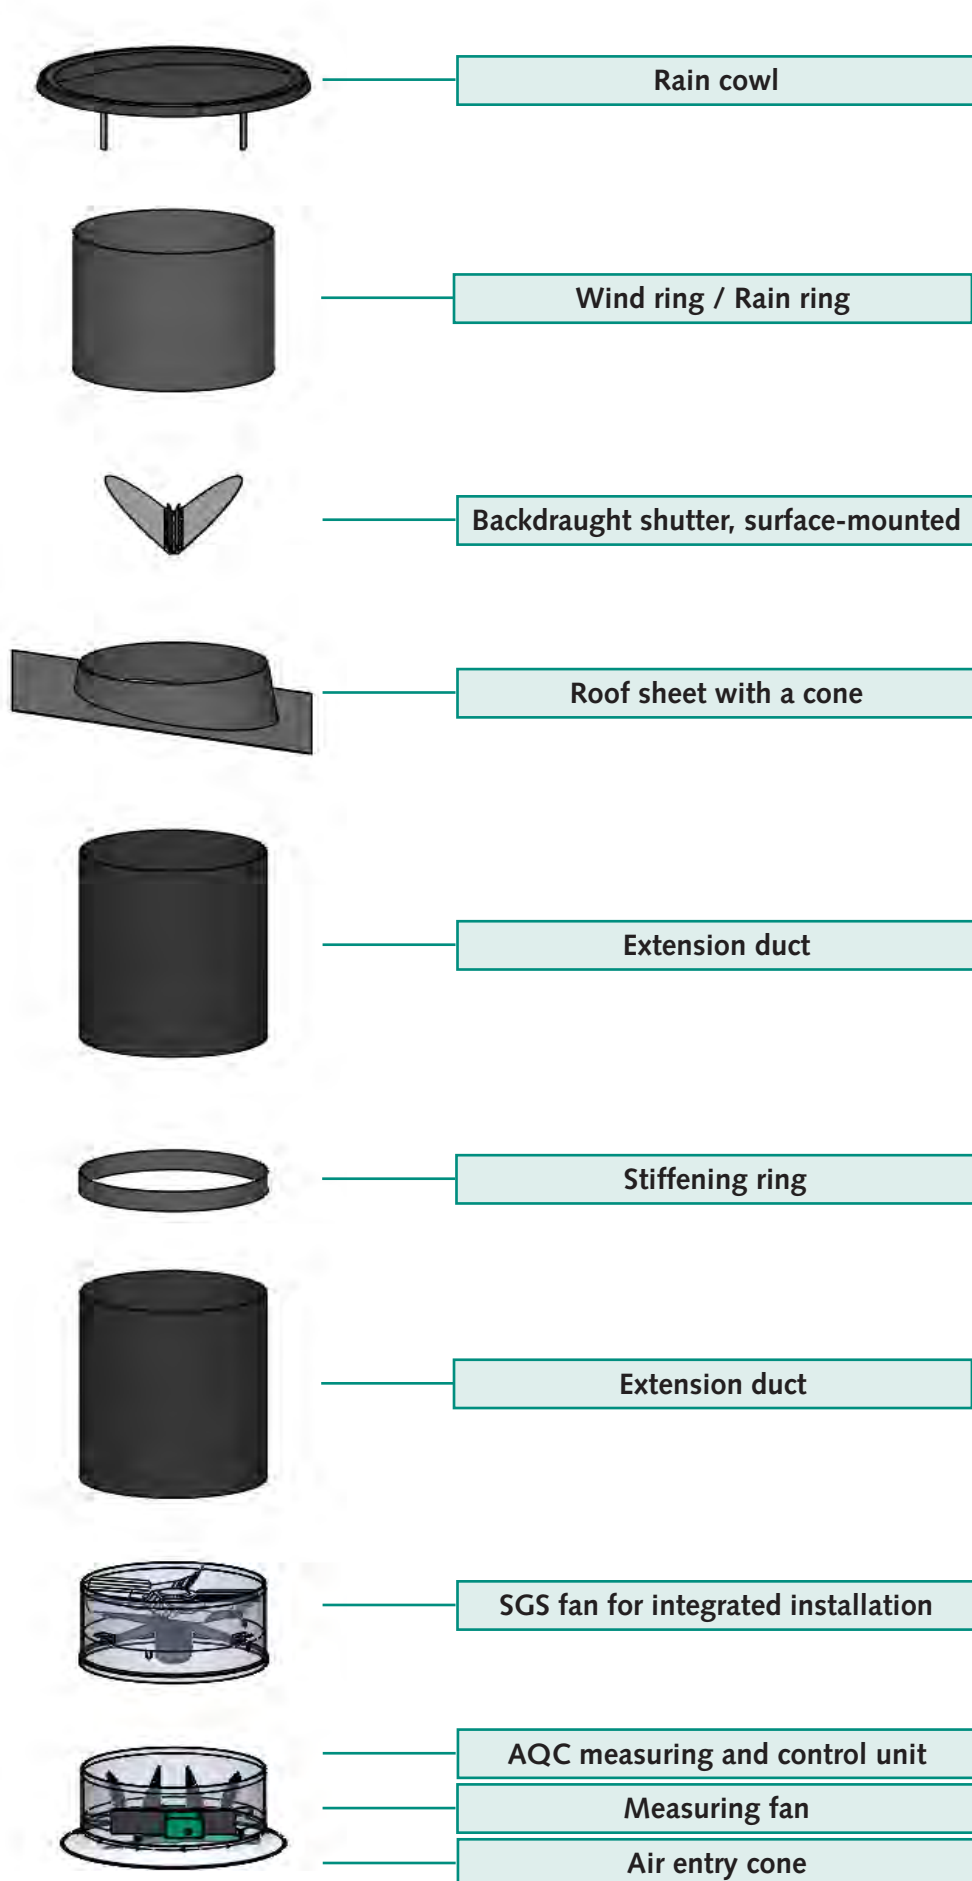 Rain cowl
Wind ring / Rain ring
Backdraught shutter, surface-mounted
Roof sheet with a cone
Extension duct
Stiffening ring
Extension duct
SGS fan for integrated installation
AQC measuring and control unit
Measuring fan
Air entry cone